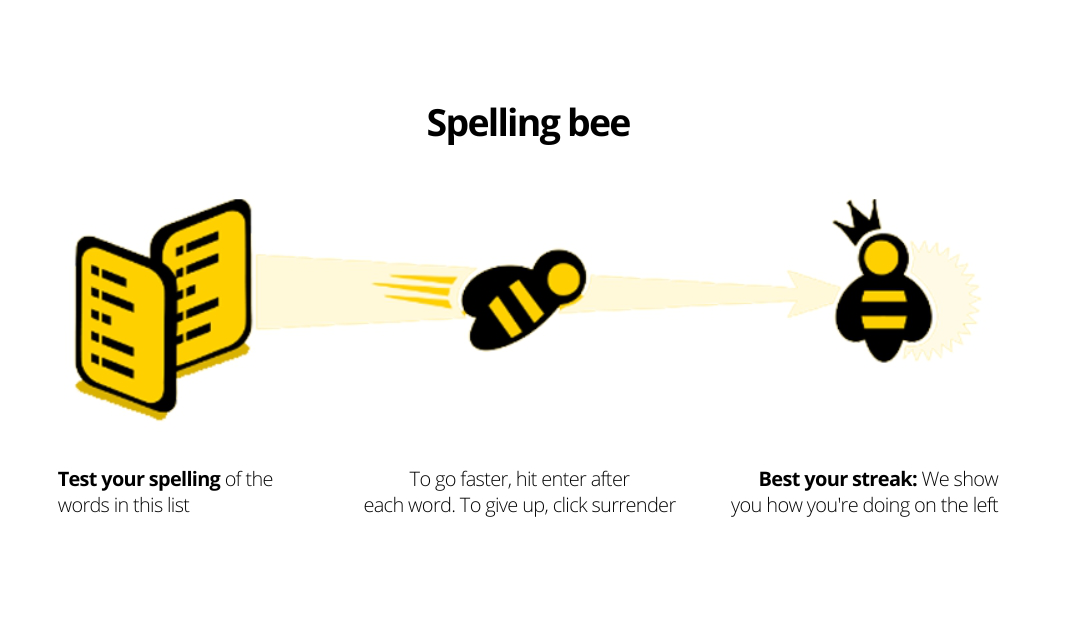 Spelling bee
Test your spelling of the
words in this list
To go faster, hit enter after
each word. To give up, click surrender
Best your streak: We show
you how you're doing on the left